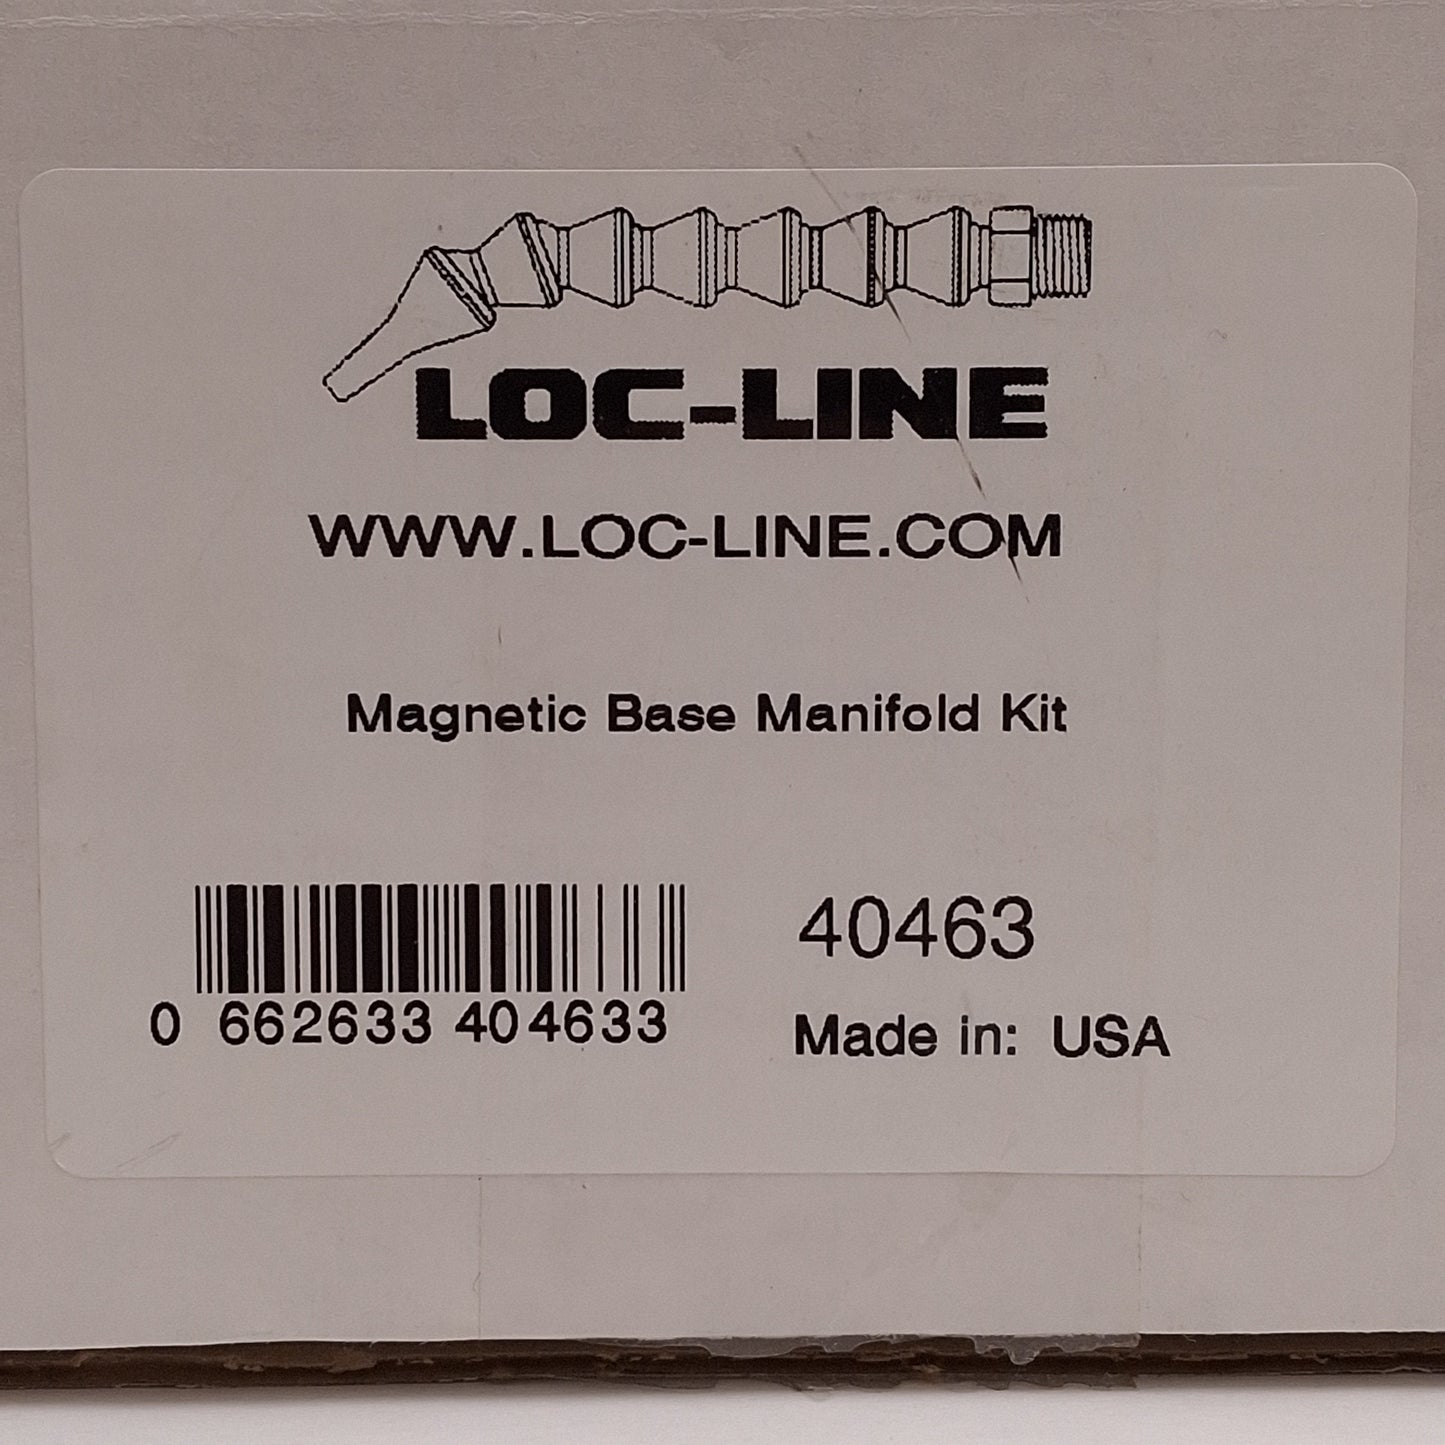 LOC-LINE
WWW.LOC-LINE.COM
Magnetic Base Manifold Kit
40463
0 662633 404633
Made in: USA